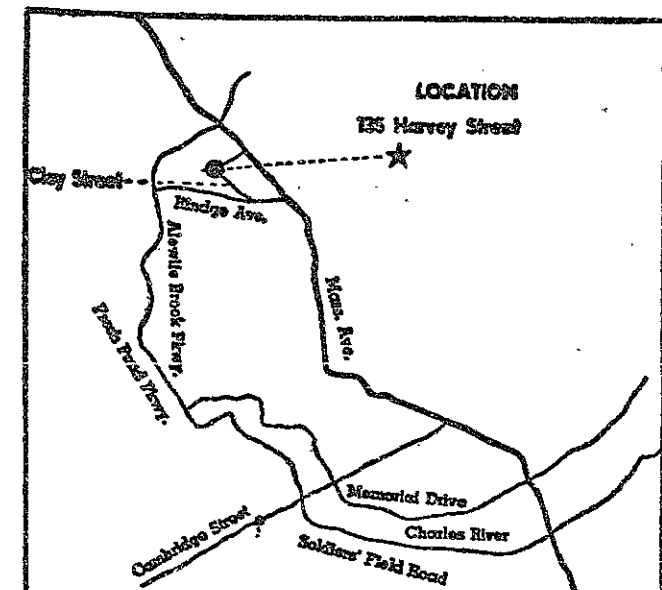 LOCATION
135 Harvey Street
Clay Street
Rindge Ave.
Alewife Brook Pkwy.
Mass. Ave.
Fresh Pond Pkwy.
Memorial Drive
Charles River
Cambridge Street
Soldiers' Field Road